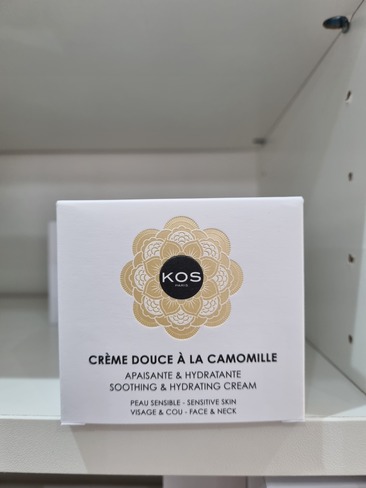 KOS
PARIS
CRÈME DOUCE À LA CAMOMILLE
APAISANTE & HYDRATANTE
SOOTHING & HYDRATING CREAM
PEAU SENSIBLE - SENSITIVE SKIN
VISAGE & COU - FACE & NECK